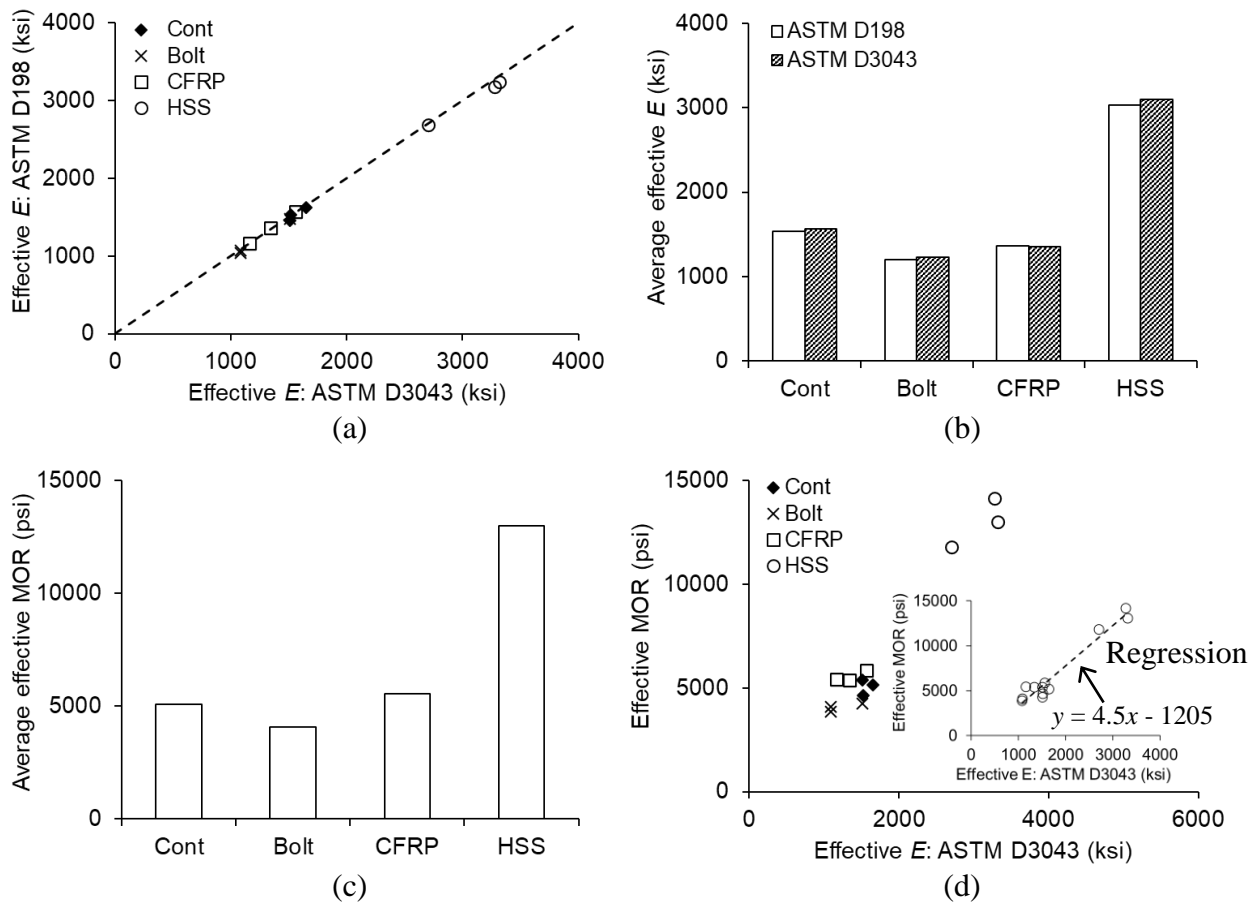 Effective E: ASTM D198 (ksi)
4000
3000
2000
1000
0
Cont
Bolt
CFRP
HSS
0 1000 2000 3000 4000
Effective E: ASTM D3043 (ksi)
(a)
Average effective E (ksi)
4000
3000
2000
1000
0
ASTM D198
ASTM D3043
Cont Bolt CFRP HSS
(b)
Average effective MOR (psi)
15000
10000
5000
0
Cont Bolt CFRP HSS
(c)
Effective MOR (psi)
15000
10000
5000
0
Cont
Bolt
CFRP
HSS
Effective MOR (psi)
15000
10000
5000
0
Regression
y = 4.5x - 1205
0 1000 2000 3000 4000
Effective E: ASTM D3043 (ksi)
0 2000 4000 6000
Effective E: ASTM D3043 (ksi)
(d)